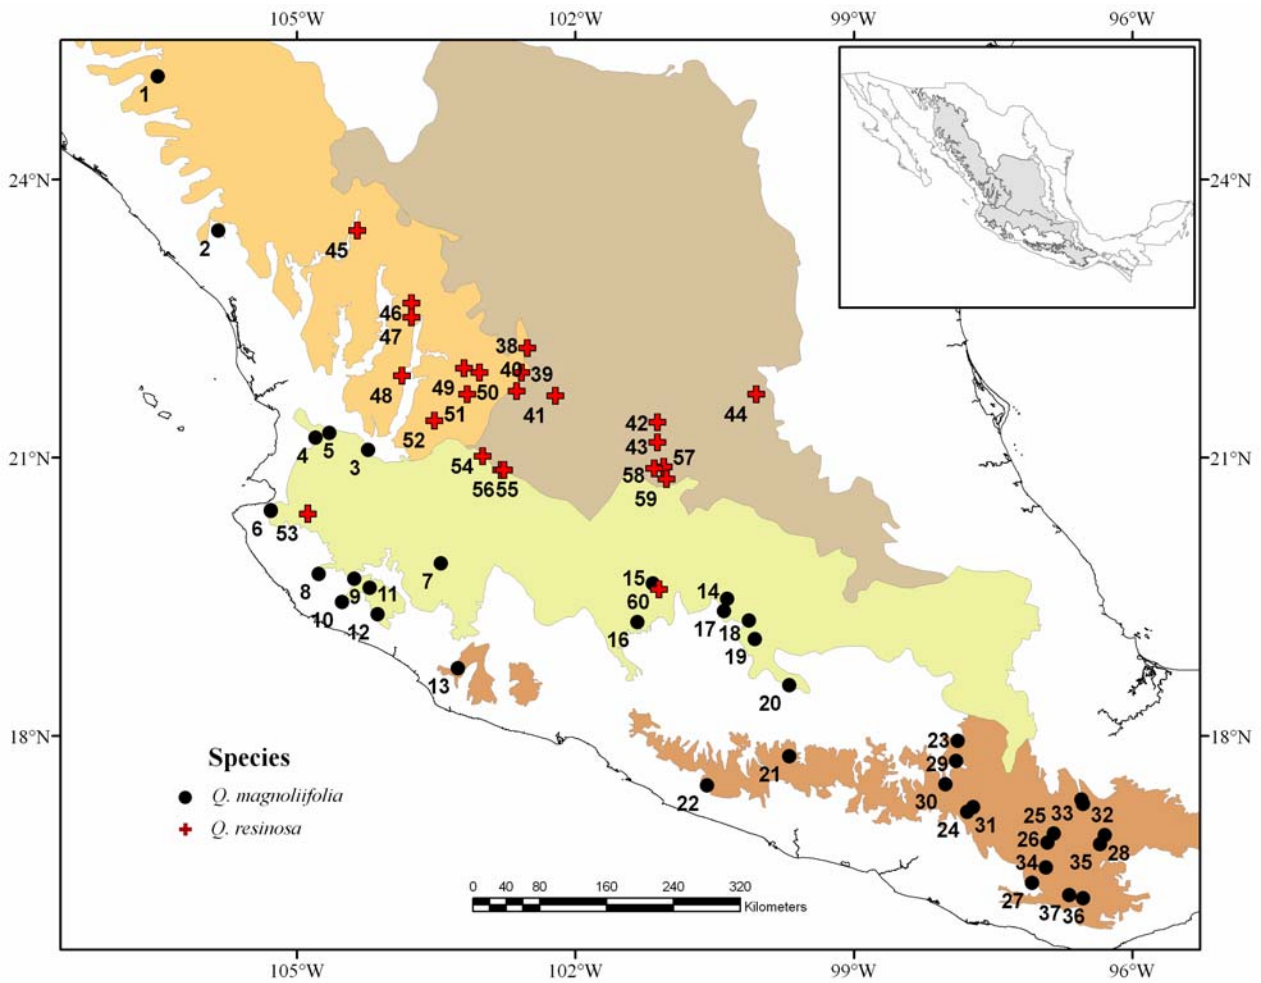 105°W 102°W 99°W 96°W
1
24°N 24°N
2 45
46
47
38
40 39
48 49 50
51 41 44
52 42
4 5 43
3 54 57
21°N 21°N
56 55 58
59
6 53
7 15 14
8 9 11 60
10 12 16 17 18
19
13 20
18°N 18°N
23
29
21
22 30
24 31 25 33 32
26
34 35 28
27 37 36
Species
Q. magnoliifolia
Q. resinosa
0 40 80 160 240 320
Kilometers
105°W 102°W 99°W 96°W